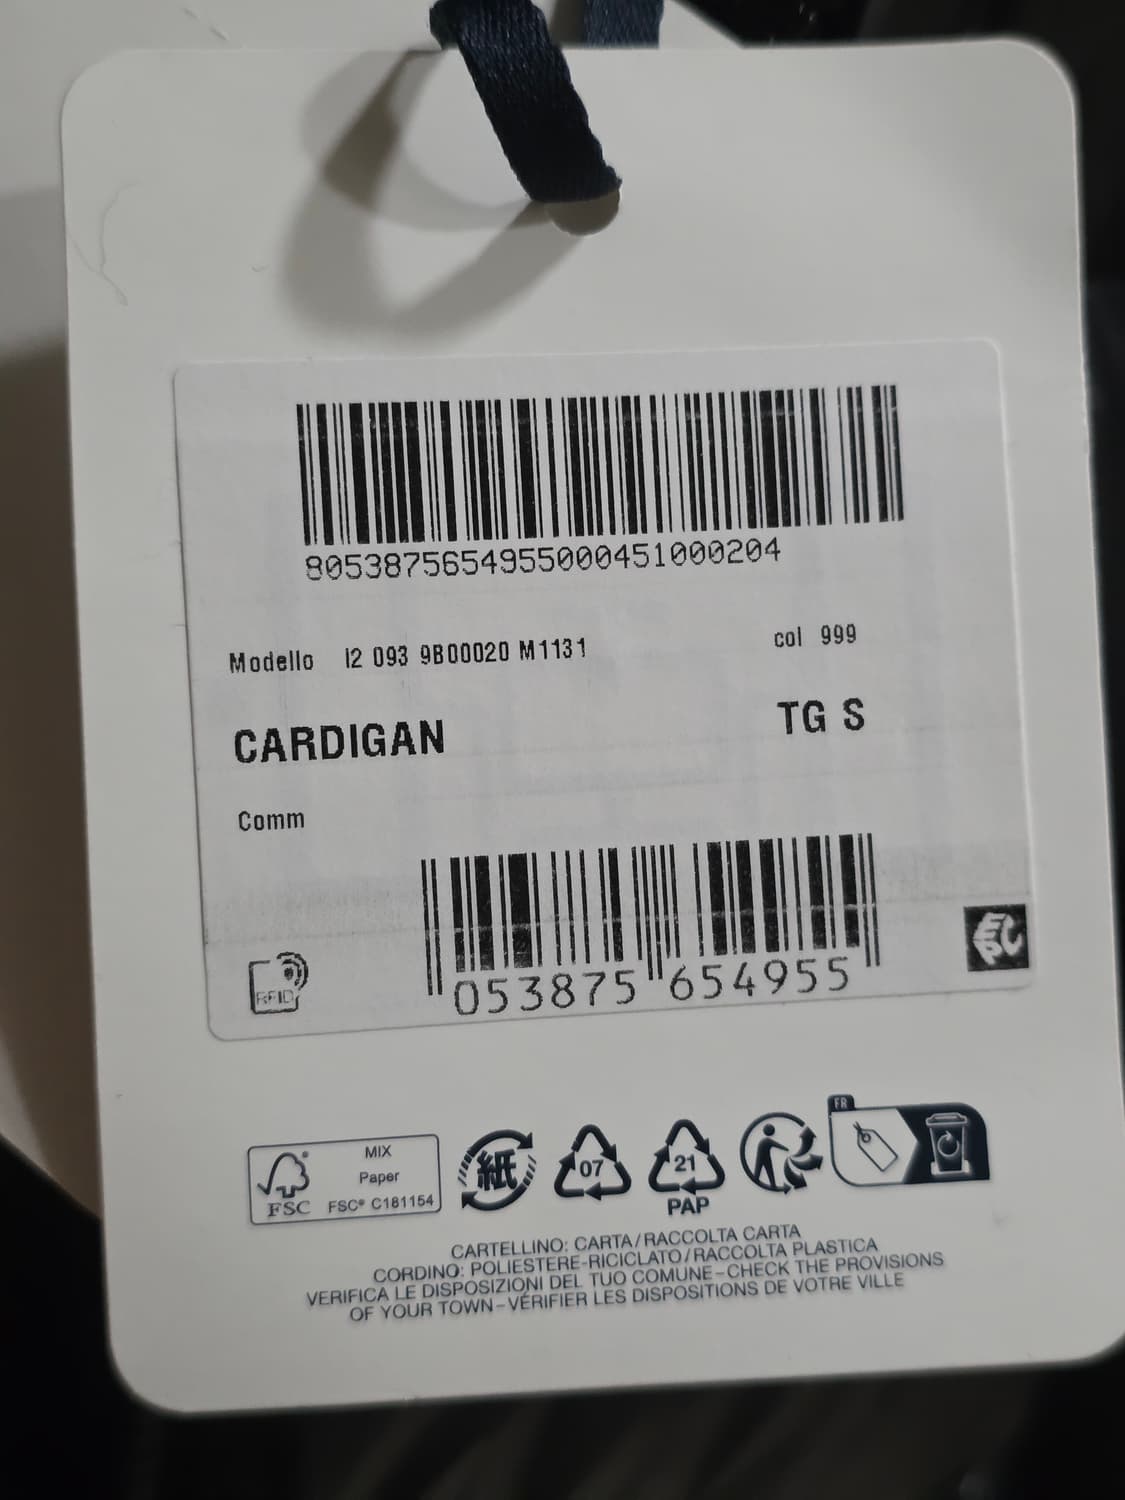 8053875654955000451000204
Modello I2 093 9B00020 M1131 col 999
CARDIGAN TG S
Comm
053875 654955
RFID
FR
MIX
Paper
FSC FSC® C181154
紙
07
21
PAP
CARTELLINO: CARTA/RACCOLTA CARTA
CORDINO: POLIESTERE-RICICLATO/RACCOLTA PLASTICA
VERIFICA LE DISPOSIZIONI DEL TUO COMUNE–CHECK THE PROVISIONS
OF YOUR TOWN–VÉRIFIER LES DISPOSITIONS DE VOTRE VILLE